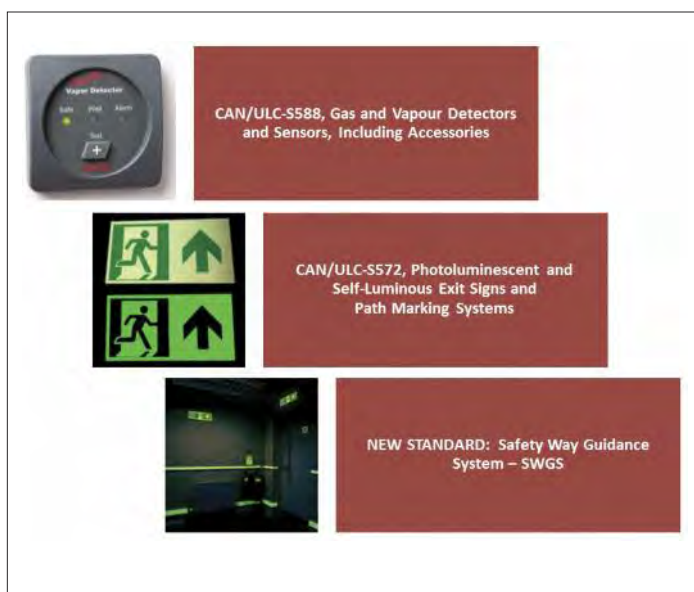 Vapor Detector
Safe
Alarm
Test
+
CAN/ULC-S588, Gas and Vapour Detectors
and Sensors, Including Accessories
CAN/ULC-S572, Photoluminescent and
Self-Luminous Exit Signs and
Path Marking Systems
NEW STANDARD: Safety Way Guidance
System – SWGS